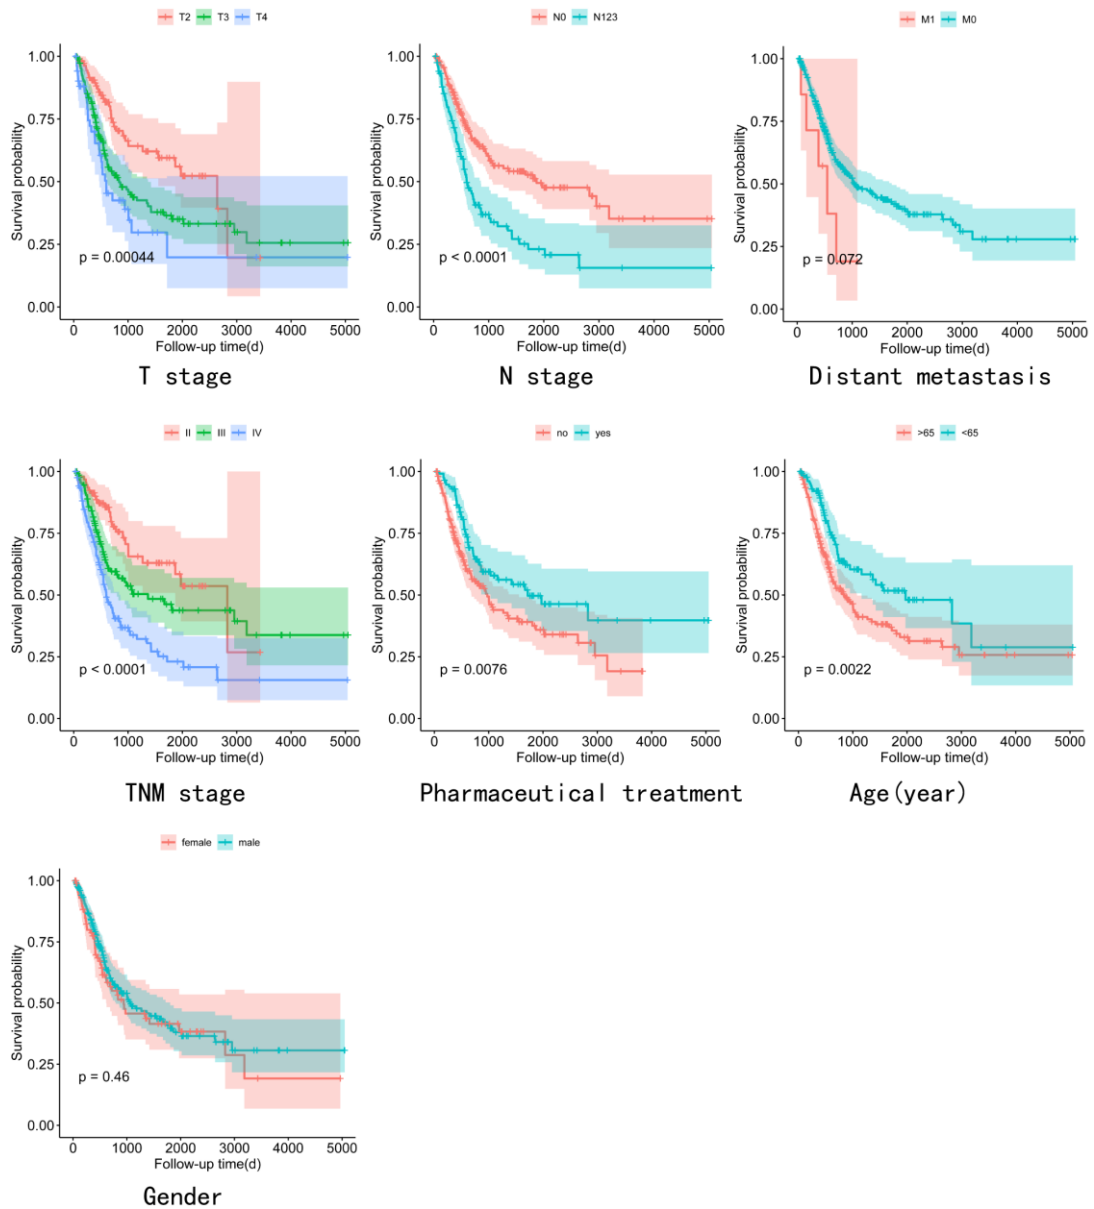 T2 T3 T4
1.00
0.75
0.50
0.25
0.00
Survival probability
p = 0.00044
0 1000 2000 3000 4000 5000
Follow-up time(d)
T stage
N0 N123
1.00
0.75
0.50
0.25
0.00
Survival probability
p < 0.0001
0 1000 2000 3000 4000 5000
Follow-up time(d)
N stage
M1 M0
1.00
0.75
0.50
0.25
0.00
Survival probability
p = 0.072
0 1000 2000 3000 4000 5000
Follow-up time(d)
Distant metastasis
II III IV
1.00
0.75
0.50
0.25
0.00
Survival probability
p < 0.0001
0 1000 2000 3000 4000 5000
Follow-up time(d)
TNM stage
no yes
1.00
0.75
0.50
0.25
0.00
Survival probability
p = 0.0076
0 1000 2000 3000 4000 5000
Follow-up time(d)
Pharmaceutical treatment
>65 <65
1.00
0.75
0.50
0.25
0.00
Survival probability
p = 0.0022
0 1000 2000 3000 4000 5000
Follow-up time(d)
Age(year)
female male
1.00
0.75
0.50
0.25
0.00
Survival probability
p = 0.46
0 1000 2000 3000 4000 5000
Follow-up time(d)
Gender